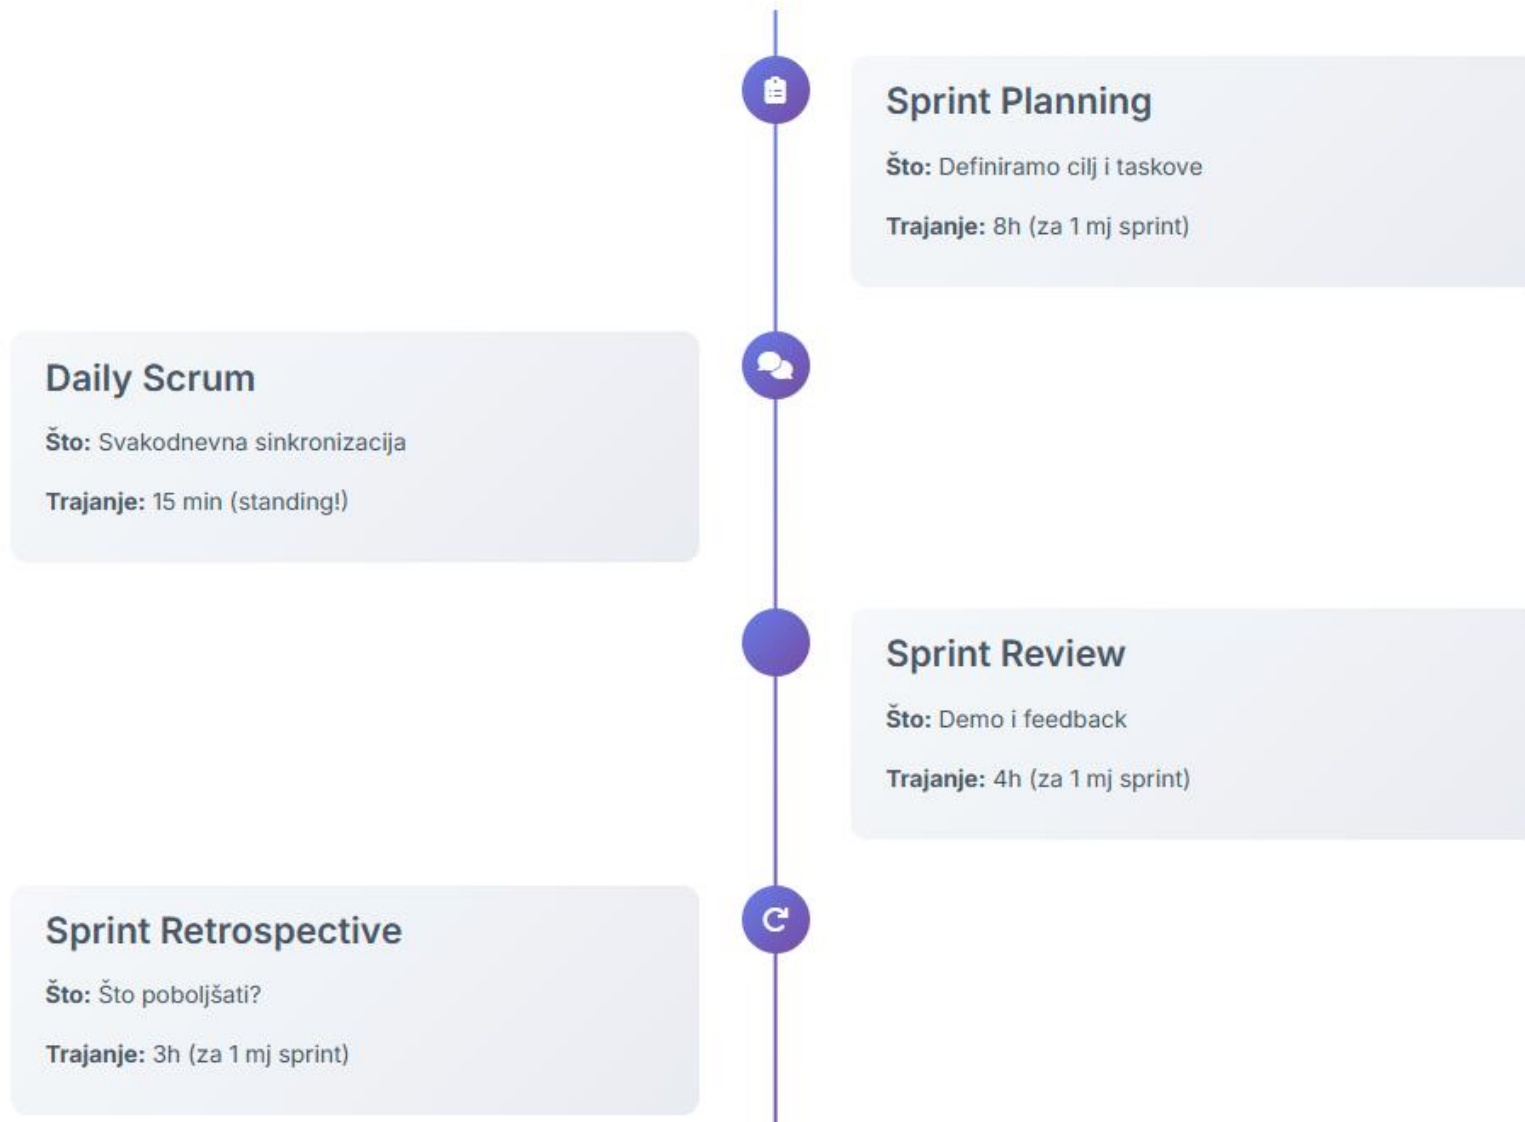 Sprint Planning
Što: Definiramo cilj i taskove
Trajanje: 8h (za 1 mj sprint)
Daily Scrum
Što: Svakodnevna sinkronizacija
Trajanje: 15 min (standing!)
Sprint Review
Što: Demo i feedback
Trajanje: 4h (za 1 mj sprint)
Sprint Retrospective
Što: Što poboljšati?
Trajanje: 3h (za 1 mj sprint)